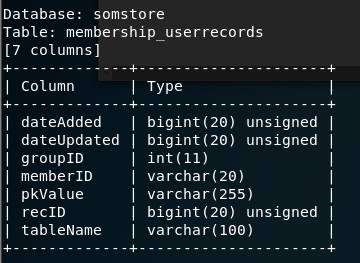 Database: somstore
Table: membership_userrecords
[7 columns]
+-------------+---------------------+
| Column      | Type                |
+-------------+---------------------+
| dateAdded   | bigint(20) unsigned |
| dateUpdated | bigint(20) unsigned |
| groupID     | int(11)             |
| memberID    | varchar(20)         |
| pkValue     | varchar(255)        |
| recID       | bigint(20) unsigned |
| tableName   | varchar(100)        |
+-------------+---------------------+